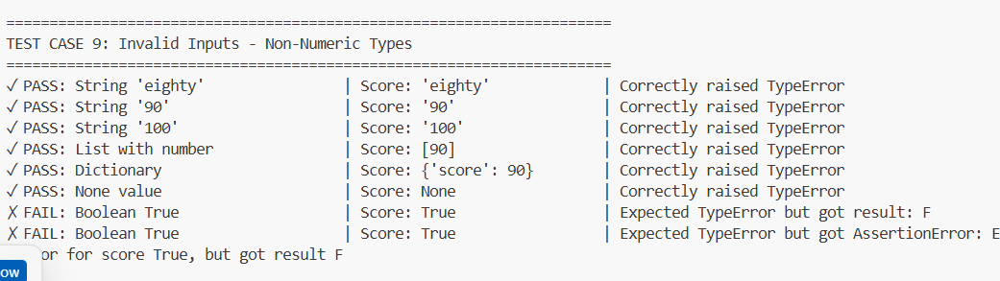 ======================================================================
TEST CASE 9: Invalid Inputs - Non-Numeric Types
======================================================================
✓ PASS: String 'eighty' | Score: 'eighty' | Correctly raised TypeError
✓ PASS: String '90' | Score: '90' | Correctly raised TypeError
✓ PASS: String '100' | Score: '100' | Correctly raised TypeError
✓ PASS: List with number | Score: [90] | Correctly raised TypeError
✓ PASS: Dictionary | Score: {'score': 90} | Correctly raised TypeError
✓ PASS: None value | Score: None | Correctly raised TypeError
✗ FAIL: Boolean True | Score: True | Expected TypeError but got result: F
✗ FAIL: Boolean True | Score: True | Expected TypeError but got AssertionError: E
or for score True, but got result F
ow